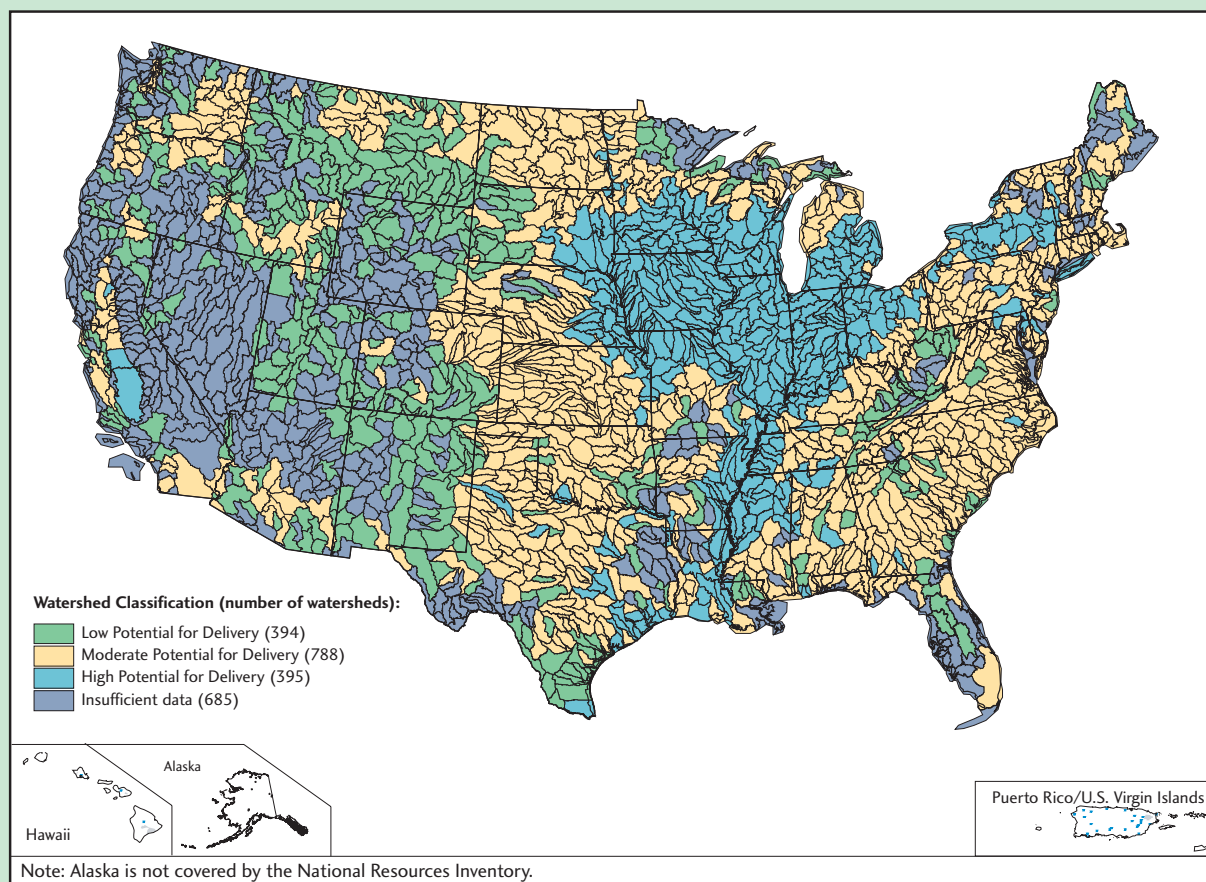 Watershed Classification (number of watersheds):
Low Potential for Delivery (394)
Moderate Potential for Delivery (788)
High Potential for Delivery (395)
Insufficient data (685)
Alaska
Hawaii
Puerto Rico/U.S. Virgin Islands
Note: Alaska is not covered by the National Resources Inventory.